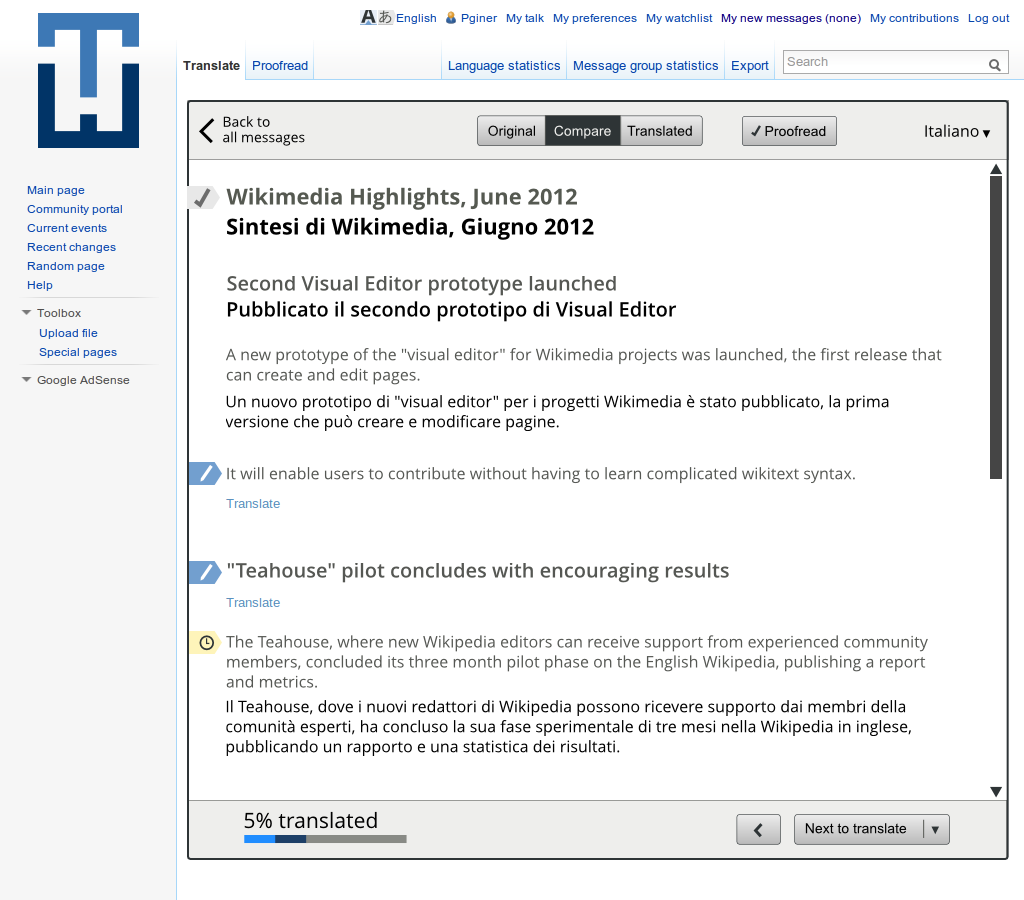 Aあ English Pginer My talk My preferences My watchlist My new messages (none) My contributions Log out
Translate Proofread Language statistics Message group statistics Export Search
Main page
Community portal
Current events
Recent changes
Random page
Help
Toolbox
Upload file
Special pages
Google AdSense
Back to
all messages
Original Compare Translated ✓ Proofread Italiano ▾
Wikimedia Highlights, June 2012
Sintesi di Wikimedia, Giugno 2012
Second Visual Editor prototype launched
Pubblicato il secondo prototipo di Visual Editor
A new prototype of the "visual editor" for Wikimedia projects was launched, the first release that
can create and edit pages.
Un nuovo prototipo di "visual editor" per i progetti Wikimedia è stato pubblicato, la prima
versione che può creare e modificare pagine.
It will enable users to contribute without having to learn complicated wikitext syntax.
Translate
"Teahouse" pilot concludes with encouraging results
Translate
The Teahouse, where new Wikipedia editors can receive support from experienced community
members, concluded its three month pilot phase on the English Wikipedia, publishing a report
and metrics.
Il Teahouse, dove i nuovi redattori di Wikipedia possono ricevere supporto dai membri della
comunità esperti, ha concluso la sua fase sperimentale di tre mesi nella Wikipedia in inglese,
pubblicando un rapporto e una statistica dei risultati.
5% translated
Next to translate